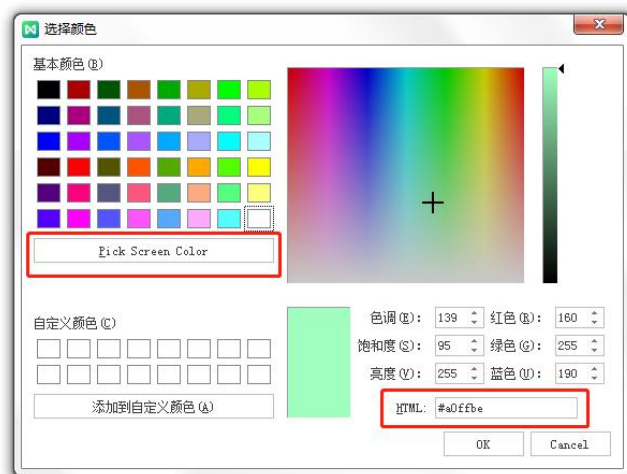 选择颜色
基本颜色(B)
Pick Screen Color
自定义颜色(C)
添加到自定义颜色(A)
色调(E): 139 红色(R): 160
饱和度(S): 95 绿色(G): 255
亮度(V): 255 蓝色(U): 190
HTML: #a0ffbe
OK Cancel